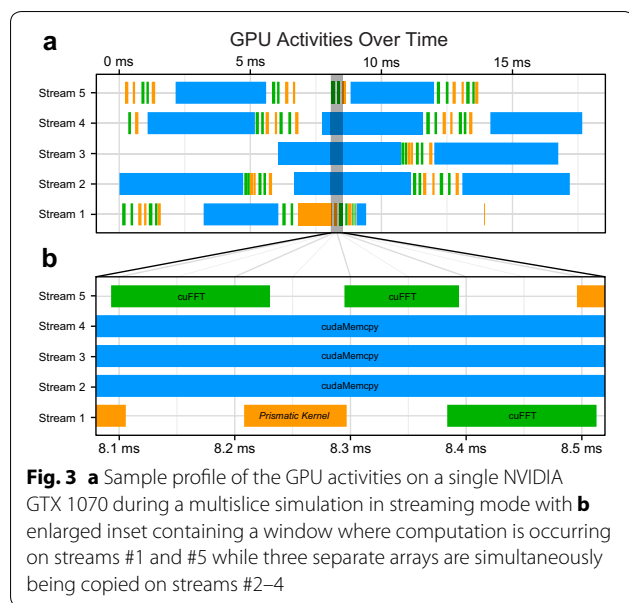 a
GPU Activities Over Time
0 ms 5 ms 10 ms 15 ms
Stream 5
Stream 4
Stream 3
Stream 2
Stream 1
b
Stream 5 cuFFT cuFFT
Stream 4 cudaMemcpy
Stream 3 cudaMemcpy
Stream 2 cudaMemcpy
Stream 1 Prismatic Kernel cuFFT
8.1 ms 8.2 ms 8.3 ms 8.4 ms 8.5 ms
Fig. 3 a Sample profile of the GPU activities on a single NVIDIA
GTX 1070 during a multislice simulation in streaming mode with b
enlarged inset containing a window where computation is occurring
on streams #1 and #5 while three separate arrays are simultaneously
being copied on streams #2–4